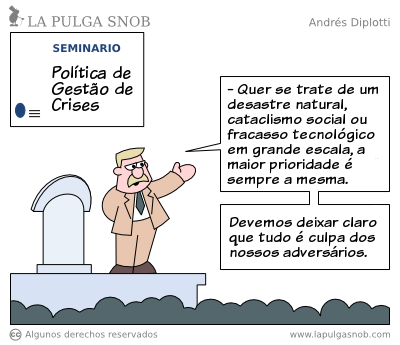 LA PULGA SNOB
Andrés Diplotti
SEMINARIO
Política de
Gestão de
Crises
- Quer se trate de um
desastre natural,
cataclismo social ou
fracasso tecnológico
em grande escala, a
maior prioridade é
sempre a mesma.
Devemos deixar claro
que tudo é culpa dos
nossos adversários.
cc Algunos derechos reservados
www.lapulgasnob.com